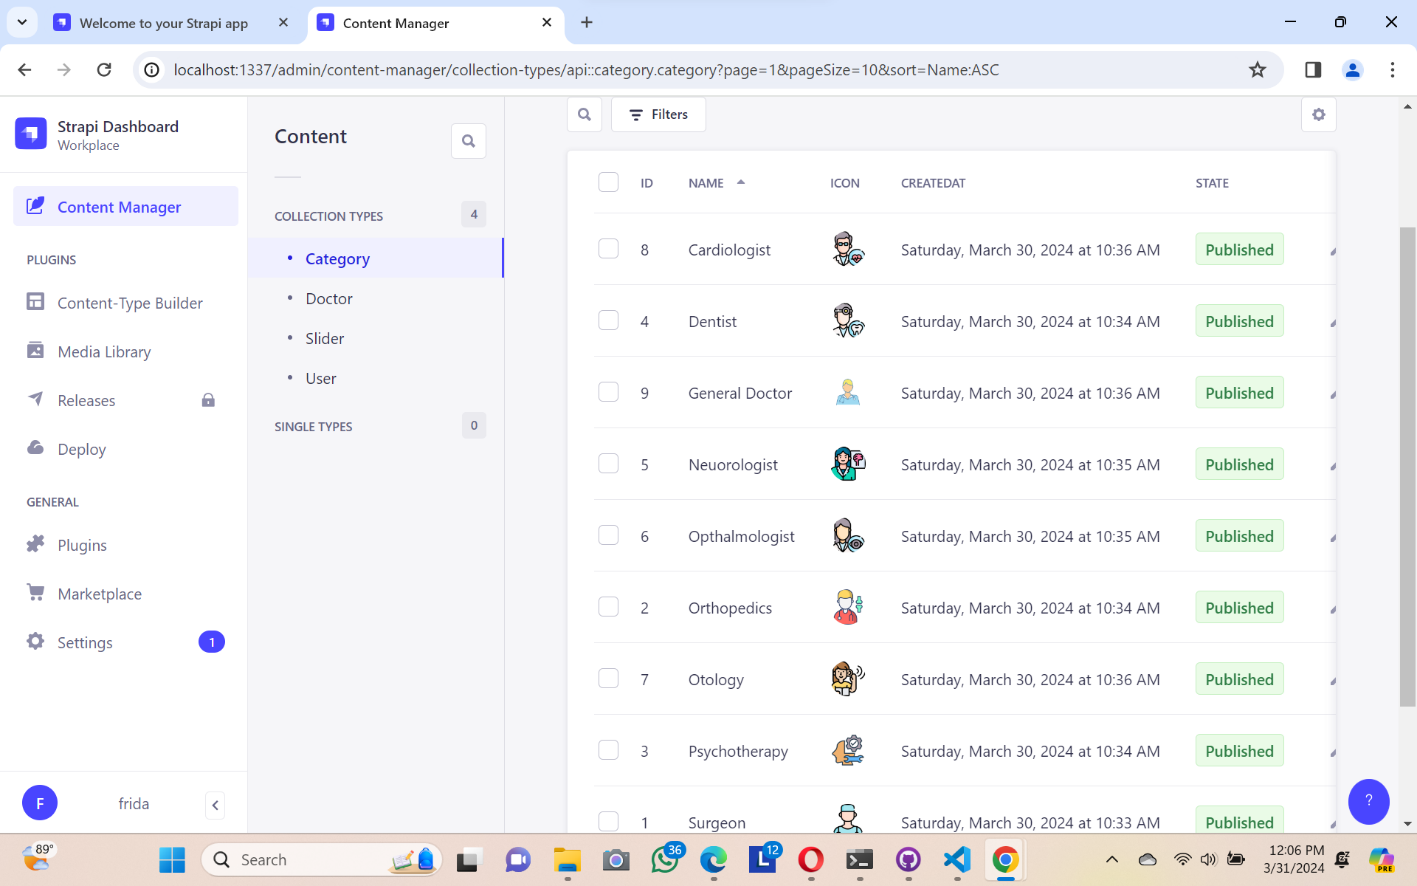 Welcome to your Strapi app
Content Manager
localhost:1337/admin/content-manager/collection-types/api::category.category?page=1&pageSize=10&sort=Name:ASC
Strapi Dashboard
Workplace
Content Manager
PLUGINS
Content-Type Builder
Media Library
Releases
Deploy
GENERAL
Plugins
Marketplace
Settings 1
F frida
Content
COLLECTION TYPES 4
Category
Doctor
Slider
User
SINGLE TYPES 0
Filters
ID NAME ICON CREATEDAT STATE
8 Cardiologist Saturday, March 30, 2024 at 10:36 AM Published
4 Dentist Saturday, March 30, 2024 at 10:34 AM Published
9 General Doctor Saturday, March 30, 2024 at 10:36 AM Published
5 Neuorologist Saturday, March 30, 2024 at 10:35 AM Published
6 Opthalmologist Saturday, March 30, 2024 at 10:35 AM Published
2 Orthopedics Saturday, March 30, 2024 at 10:34 AM Published
7 Otology Saturday, March 30, 2024 at 10:36 AM Published
3 Psychotherapy Saturday, March 30, 2024 at 10:34 AM Published
1 Surgeon Saturday, March 30, 2024 at 10:33 AM Published
?
89°
Search
36
L 12
12:06 PM
3/31/2024
PRE